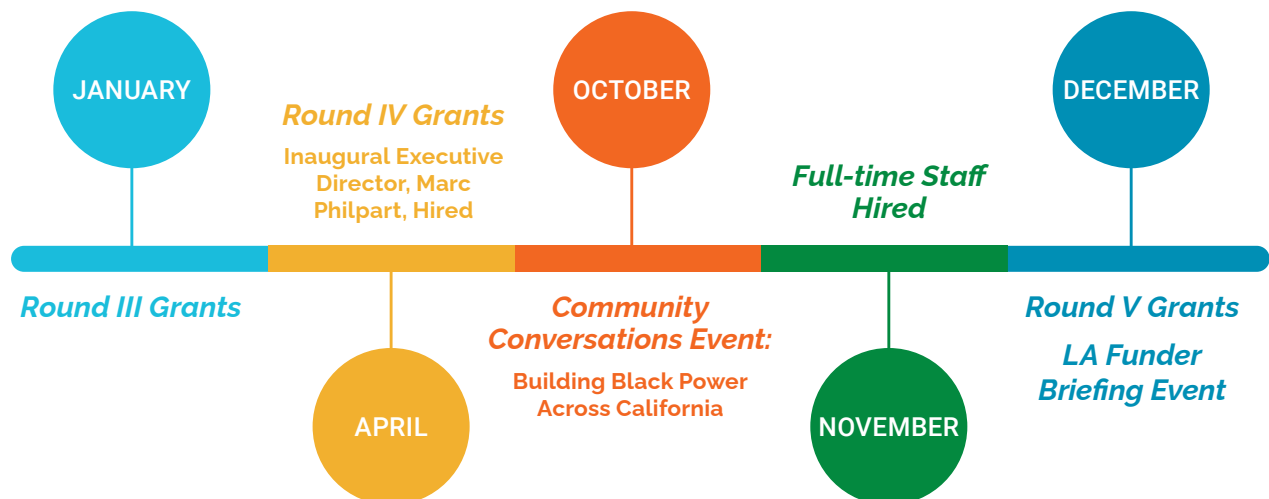 JANUARY
Round III Grants
Round IV Grants
Inaugural Executive
Director, Marc
Philpart, Hired
APRIL
OCTOBER
Community
Conversations Event:
Building Black Power
Across California
Full-time Staff
Hired
NOVEMBER
DECEMBER
Round V Grants
LA Funder
Briefing Event